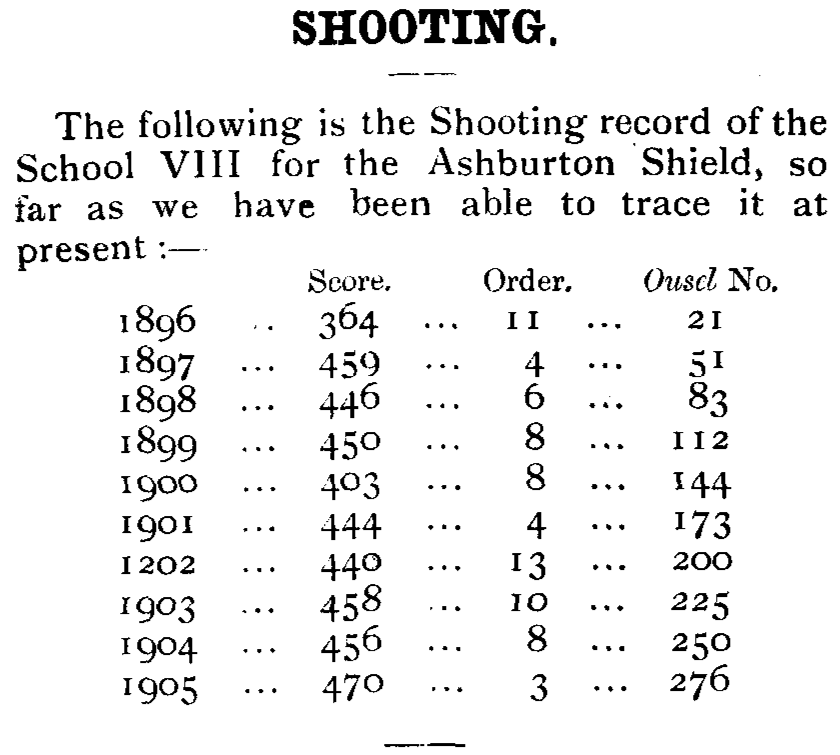 SHOOTING.
The following is the Shooting record of the
School VIII for the Ashburton Shield, so
far as we have been able to trace it at
present :—
Score. Order. Ousel No.
1896 .. 364 ... 11 ... 21
1897 ... 459 ... 4 ... 51
1898 ... 446 ... 6 ... 83
1899 ... 450 ... 8 ... 112
1900 ... 403 ... 8 ... 144
1901 ... 444 ... 4 ... 173
1202 ... 440 ... 13 ... 200
1903 ... 458 ... 10 ... 225
1904 ... 456 ... 8 ... 250
1905 ... 470 ... 3 ... 276